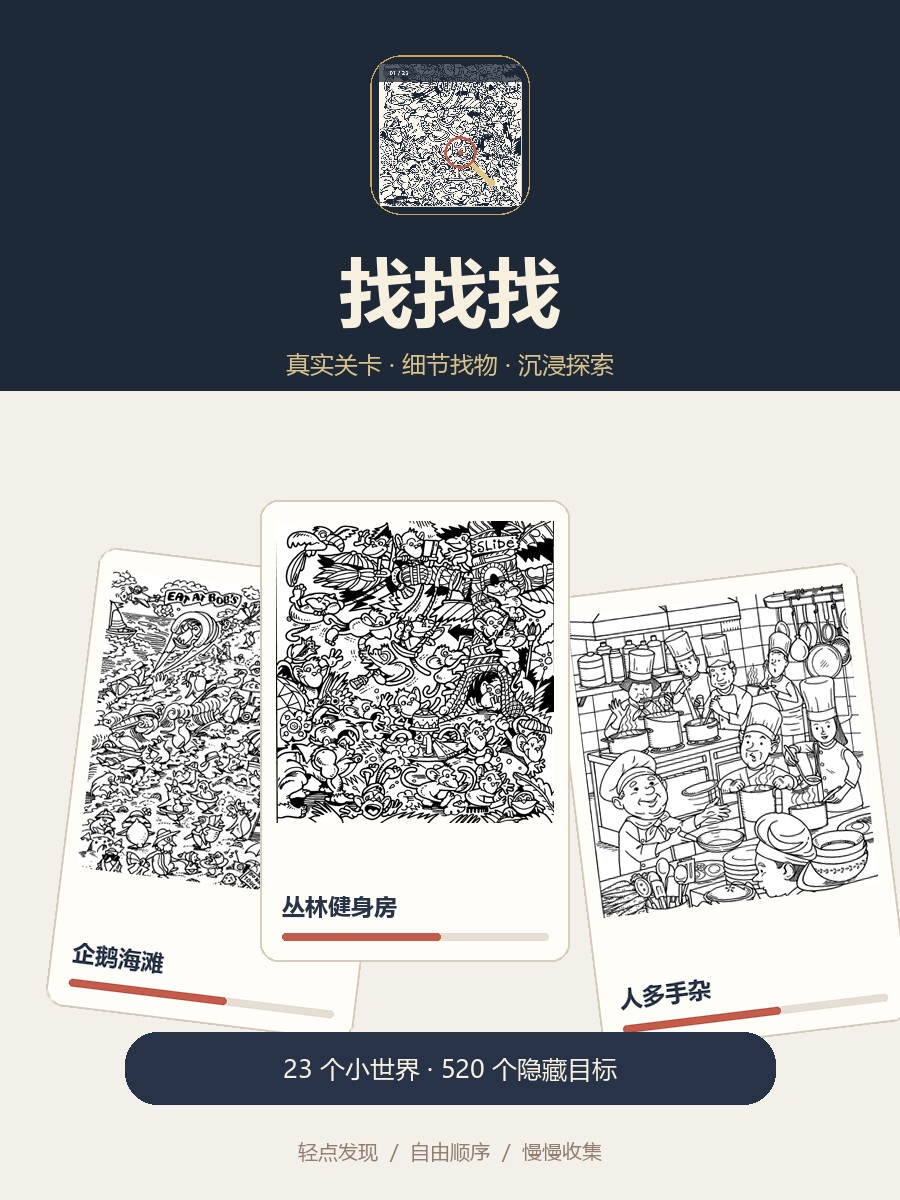 01 / 23
找找找
真实关卡 · 细节找物 · 沉浸探索
EAT AT BOB'S
SLIDE
丛林健身房
企鹅海滩
人多手杂
23 个小世界 · 520 个隐藏目标
轻点发现 / 自由顺序 / 慢慢收集